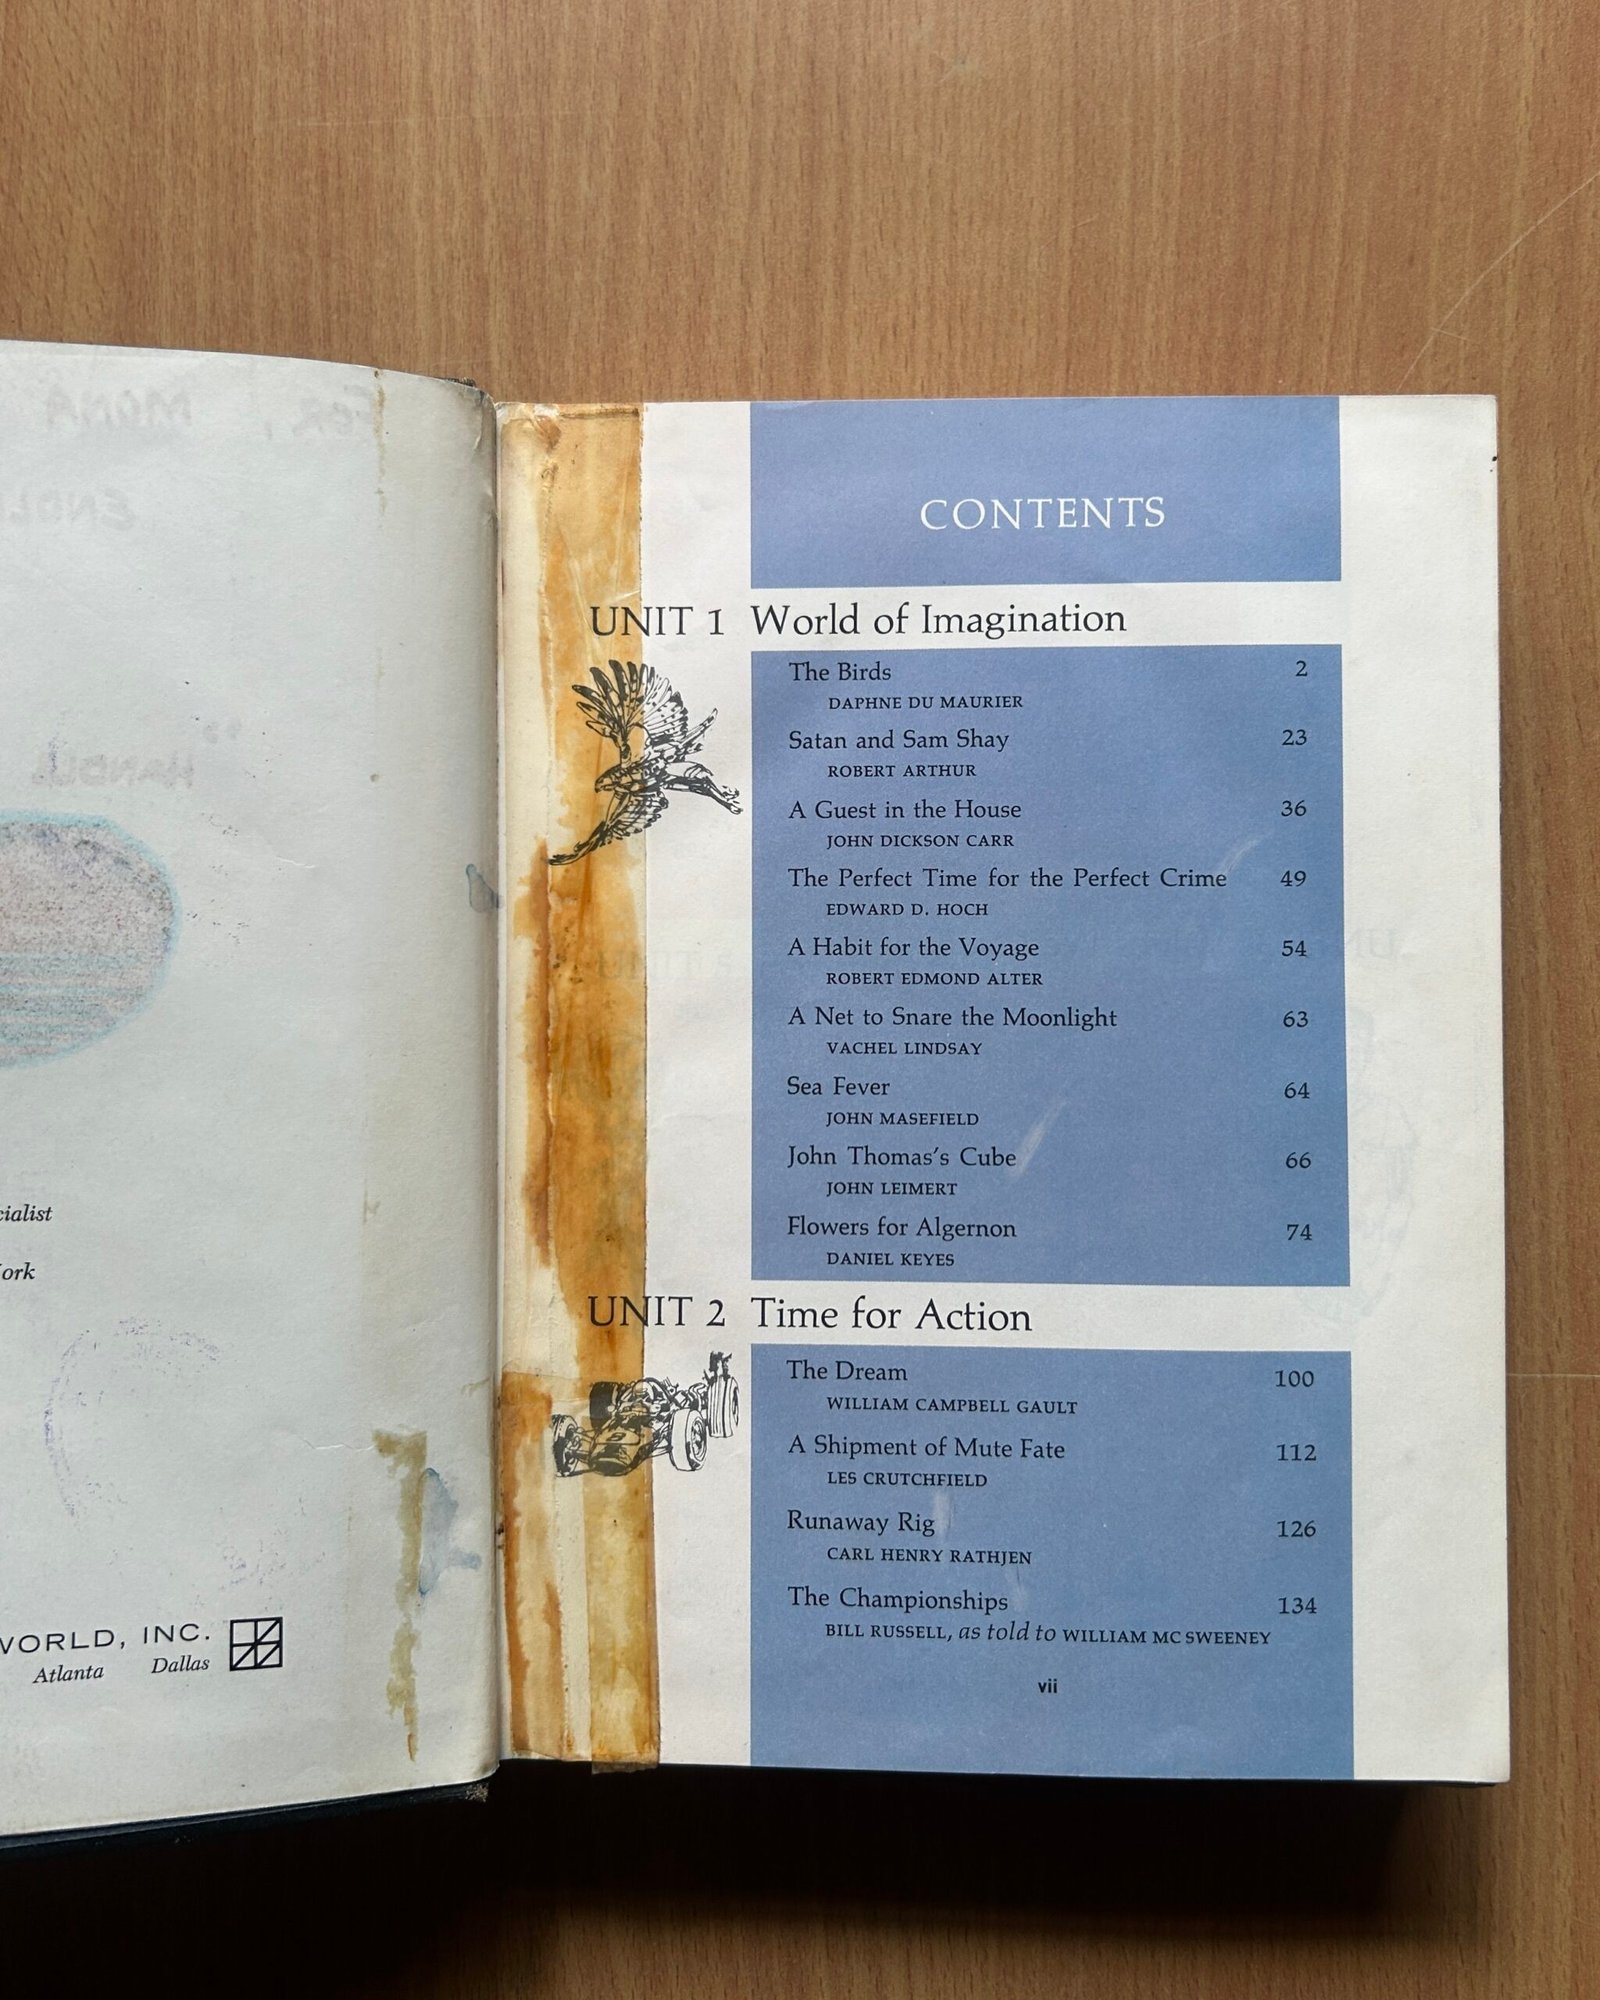 cialist
ork
WORLD, INC.
Atlanta Dallas
CONTENTS
UNIT 1 World of Imagination
The Birds 2
DAPHNE DU MAURIER
Satan and Sam Shay 23
ROBERT ARTHUR
A Guest in the House 36
JOHN DICKSON CARR
The Perfect Time for the Perfect Crime 49
EDWARD D. HOCH
A Habit for the Voyage 54
ROBERT EDMOND ALTER
A Net to Snare the Moonlight 63
VACHEL LINDSAY
Sea Fever 64
JOHN MASEFIELD
John Thomas's Cube 66
JOHN LEIMERT
Flowers for Algernon 74
DANIEL KEYES
UNIT 2 Time for Action
The Dream 100
WILLIAM CAMPBELL GAULT
A Shipment of Mute Fate 112
LES CRUTCHFIELD
Runaway Rig 126
CARL HENRY RATHJEN
The Championships 134
BILL RUSSELL, as told to WILLIAM MC SWEENEY
vii